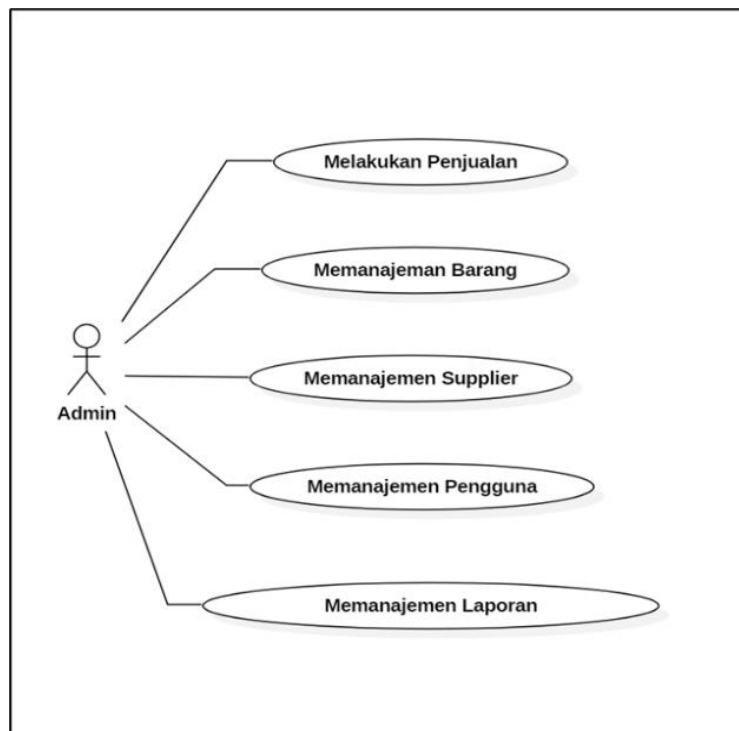 Melakukan Penjualan
Memanajeman Barang
Memanajemen Supplier
Admin
Memanajemen Pengguna
Memanajemen Laporan